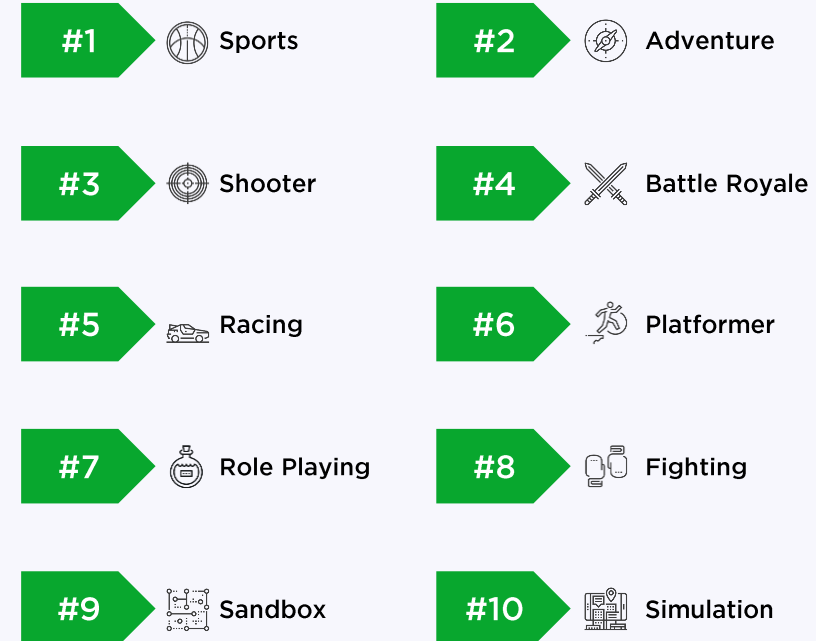 #1 Sports
#2 Adventure
#3 Shooter
#4 Battle Royale
#5 Racing
#6 Platformer
#7 Role Playing
#8 Fighting
#9 Sandbox
#10 Simulation